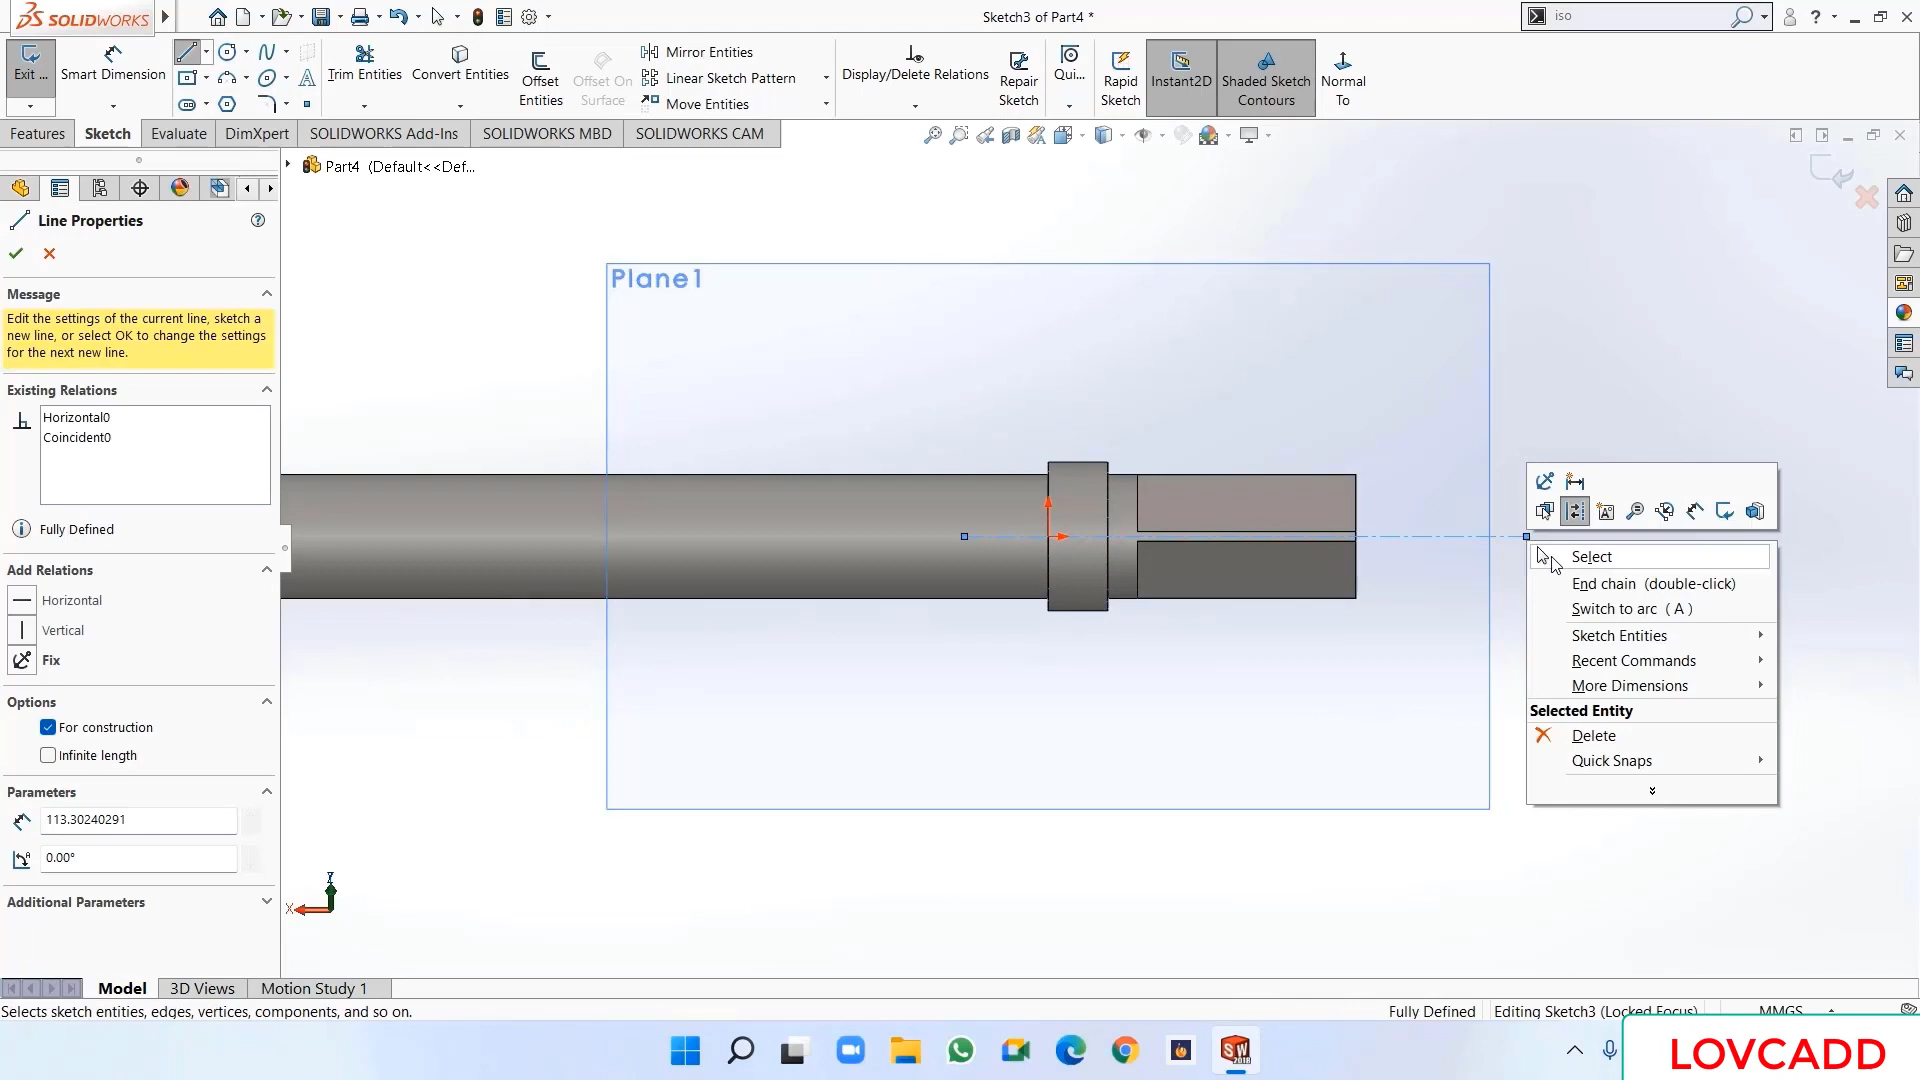 SOLIDWORKS
Sketch3 of Part4 *
iso
Exit ...
Smart Dimension
Trim Entities
Convert Entities
Offset Entities
Offset On Surface
Mirror Entities
Linear Sketch Pattern
Move Entities
Display/Delete Relations
Repair Sketch
Qui...
Rapid Sketch
Instant2D
Shaded Sketch Contours
Normal To
Features
Sketch
Evaluate
DimXpert
SOLIDWORKS Add-Ins
SOLIDWORKS MBD
SOLIDWORKS CAM
Part4 (Default<<Def...
Line Properties
Message
Edit the settings of the current line, sketch a
new line, or select OK to change the settings
for the next new line.
Existing Relations
Horizontal0
Coincident0
Fully Defined
Add Relations
Horizontal
Vertical
Fix
Options
For construction
Infinite length
Parameters
113.30240291
0.00°
Additional Parameters
Plane1
Select
End chain (double-click)
Switch to arc ( A )
Sketch Entities
Recent Commands
More Dimensions
Selected Entity
Delete
Quick Snaps
Z
X
Model
3D Views
Motion Study 1
Selects sketch entities, edges, vertices, components, and so on.
Fully Defined
Editing Sketch3 (Locked Focus)
MMGS
SW
2018
LOVCADD